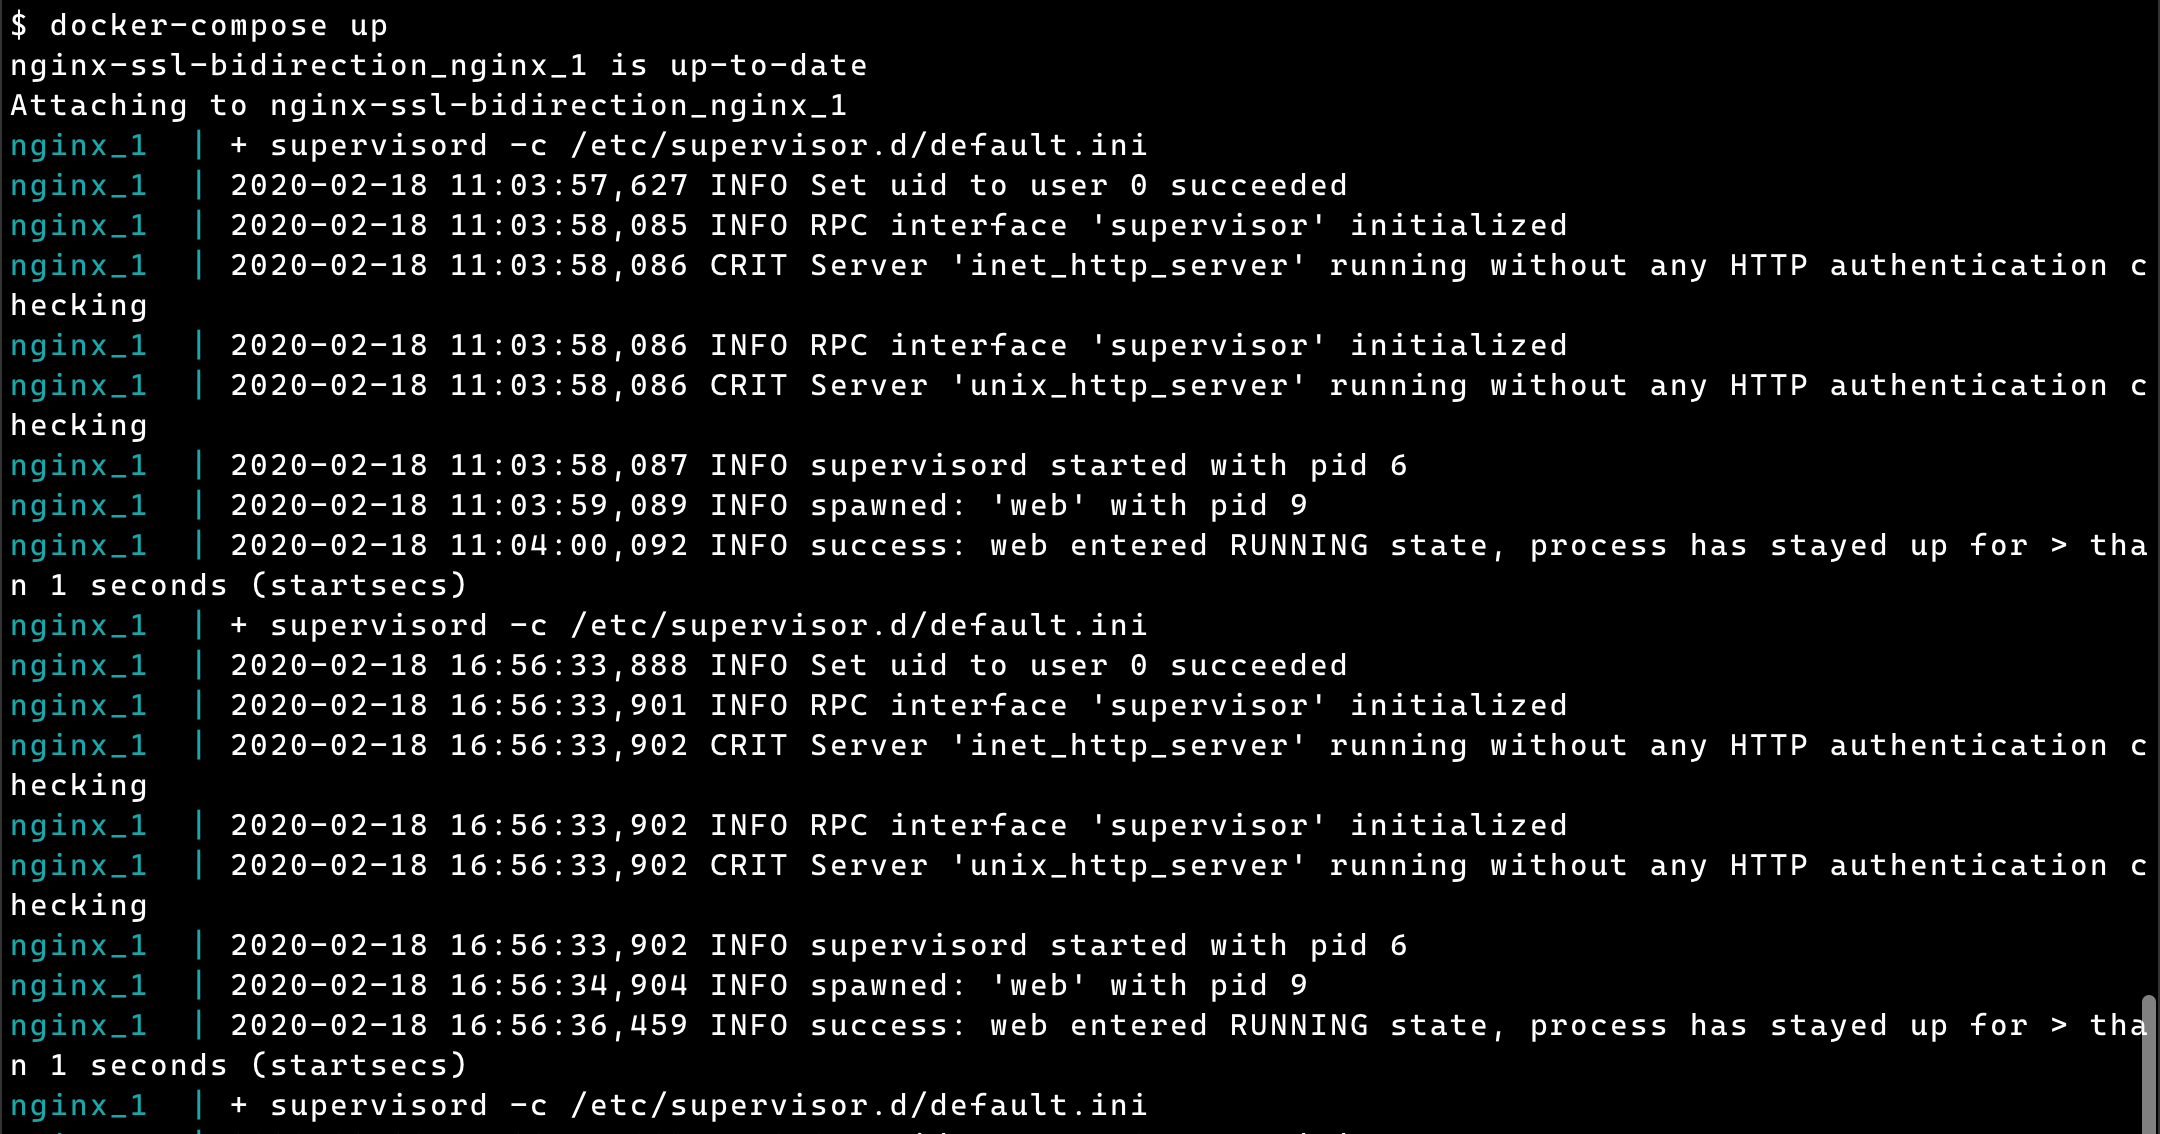 $ docker-compose up
nginx-ssl-bidirection_nginx_1 is up-to-date
Attaching to nginx-ssl-bidirection_nginx_1
nginx_1  | + supervisord -c /etc/supervisor.d/default.ini
nginx_1  | 2020-02-18 11:03:57,627 INFO Set uid to user 0 succeeded
nginx_1  | 2020-02-18 11:03:58,085 INFO RPC interface 'supervisor' initialized
nginx_1  | 2020-02-18 11:03:58,086 CRIT Server 'inet_http_server' running without any HTTP authentication c
hecking
nginx_1  | 2020-02-18 11:03:58,086 INFO RPC interface 'supervisor' initialized
nginx_1  | 2020-02-18 11:03:58,086 CRIT Server 'unix_http_server' running without any HTTP authentication c
hecking
nginx_1  | 2020-02-18 11:03:58,087 INFO supervisord started with pid 6
nginx_1  | 2020-02-18 11:03:59,089 INFO spawned: 'web' with pid 9
nginx_1  | 2020-02-18 11:04:00,092 INFO success: web entered RUNNING state, process has stayed up for > tha
n 1 seconds (startsecs)
nginx_1  | + supervisord -c /etc/supervisor.d/default.ini
nginx_1  | 2020-02-18 16:56:33,888 INFO Set uid to user 0 succeeded
nginx_1  | 2020-02-18 16:56:33,901 INFO RPC interface 'supervisor' initialized
nginx_1  | 2020-02-18 16:56:33,902 CRIT Server 'inet_http_server' running without any HTTP authentication c
hecking
nginx_1  | 2020-02-18 16:56:33,902 INFO RPC interface 'supervisor' initialized
nginx_1  | 2020-02-18 16:56:33,902 CRIT Server 'unix_http_server' running without any HTTP authentication c
hecking
nginx_1  | 2020-02-18 16:56:33,902 INFO supervisord started with pid 6
nginx_1  | 2020-02-18 16:56:34,904 INFO spawned: 'web' with pid 9
nginx_1  | 2020-02-18 16:56:36,459 INFO success: web entered RUNNING state, process has stayed up for > tha
n 1 seconds (startsecs)
nginx_1  | + supervisord -c /etc/supervisor.d/default.ini